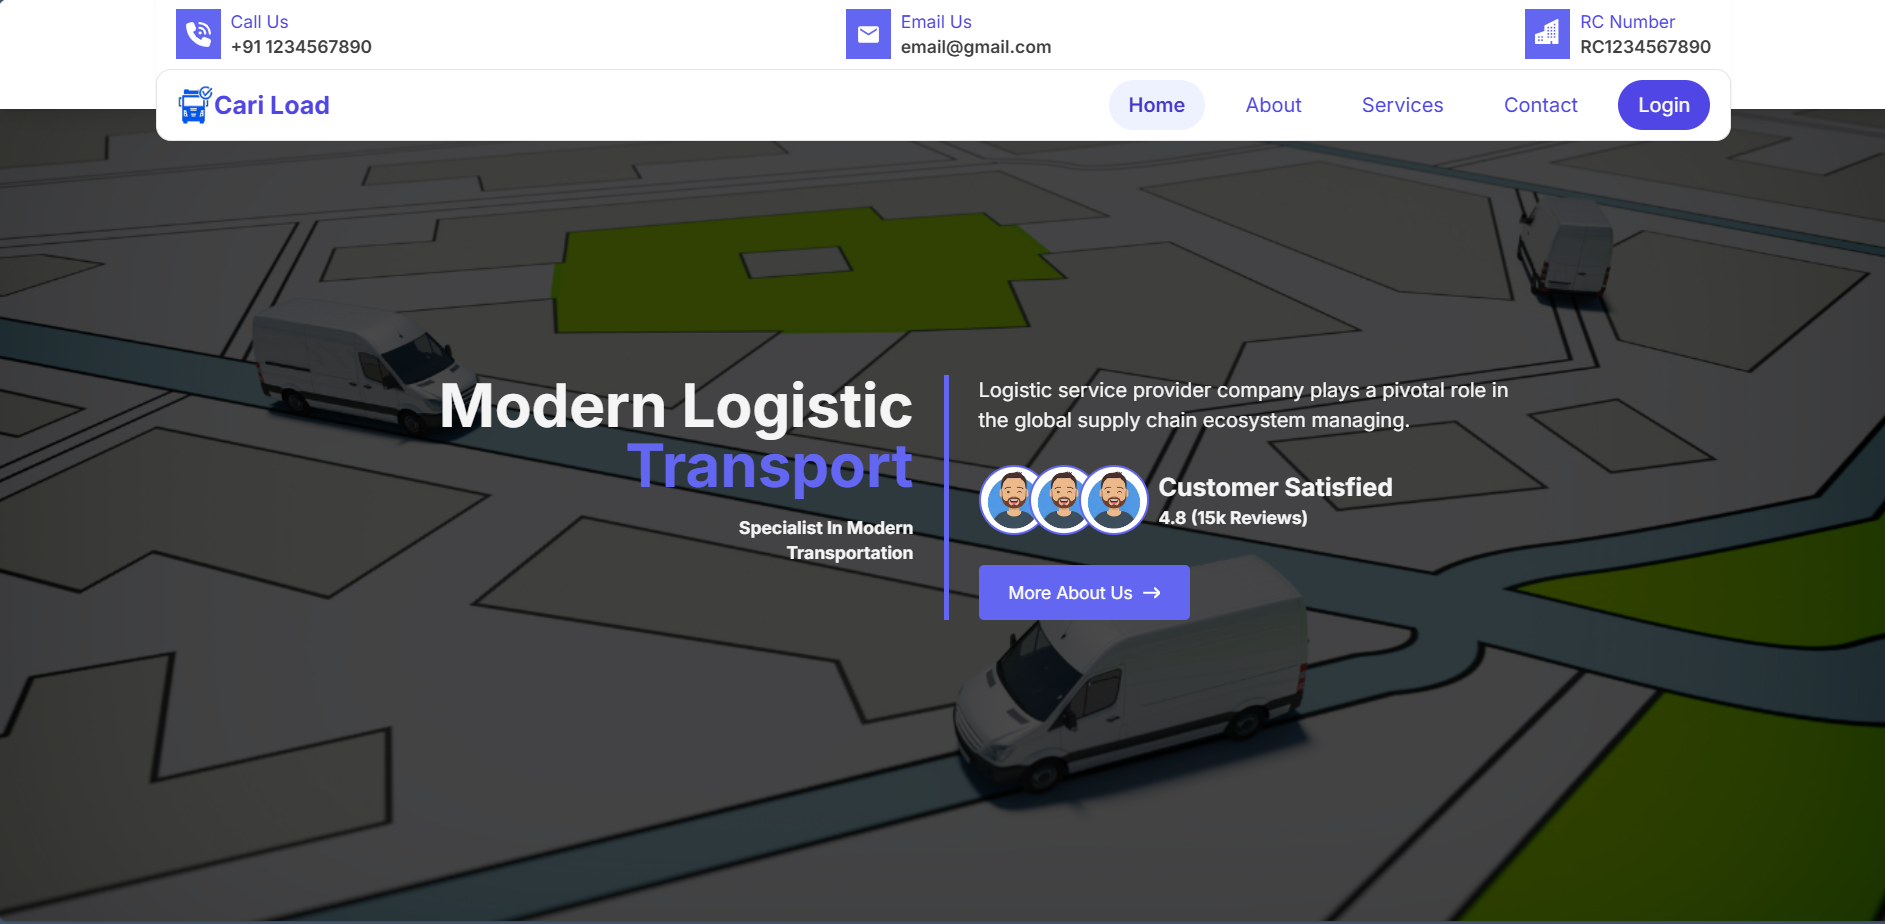 Call Us
+91 1234567890
Email Us
email@gmail.com
RC Number
RC1234567890
Cari Load
Home
About
Services
Contact
Login
Modern Logistic
Transport
Specialist In Modern
Transportation
Logistic service provider company plays a pivotal role in
the global supply chain ecosystem managing.
Customer Satisfied
4.8 (15k Reviews)
More About Us